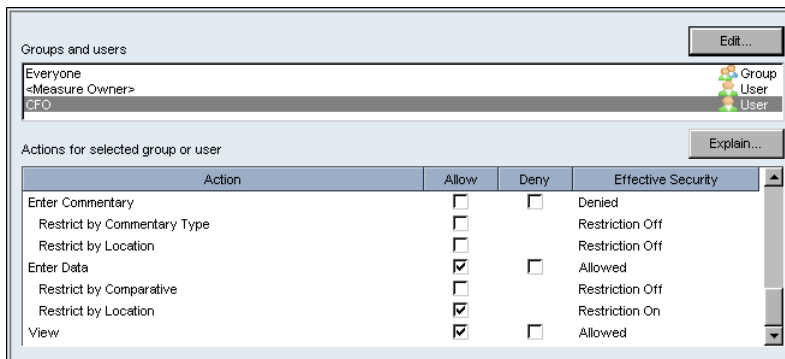 Edit...
Groups and users
Everyone Group
<Measure Owner> User
CFO User
Explain...
Actions for selected group or user
Action Allow Deny Effective Security
Enter Commentary Denied
Restrict by Commentary Type Restriction Off
Restrict by Location Restriction Off
Enter Data Allowed
Restrict by Comparative Restriction Off
Restrict by Location Restriction On
View Allowed